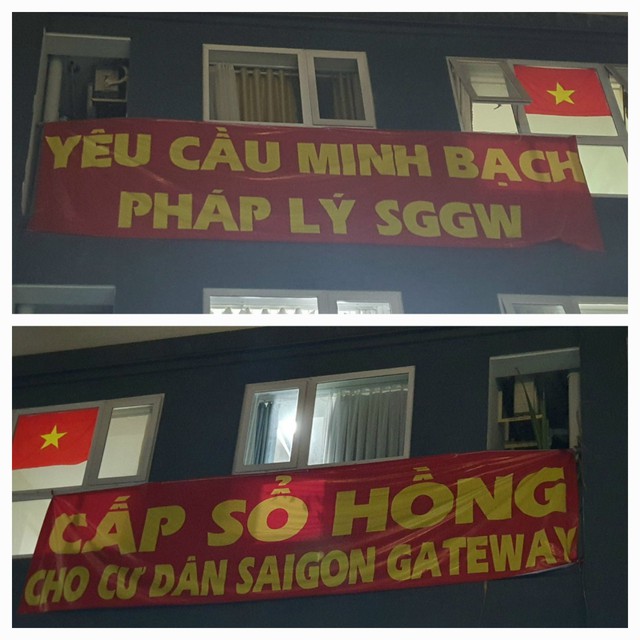 YÊU CẦU MINH BẠCH
PHÁP LÝ SGGW
CẤP SỔ HỒNG
CHO CƯ DÂN SAIGON GATEWAY